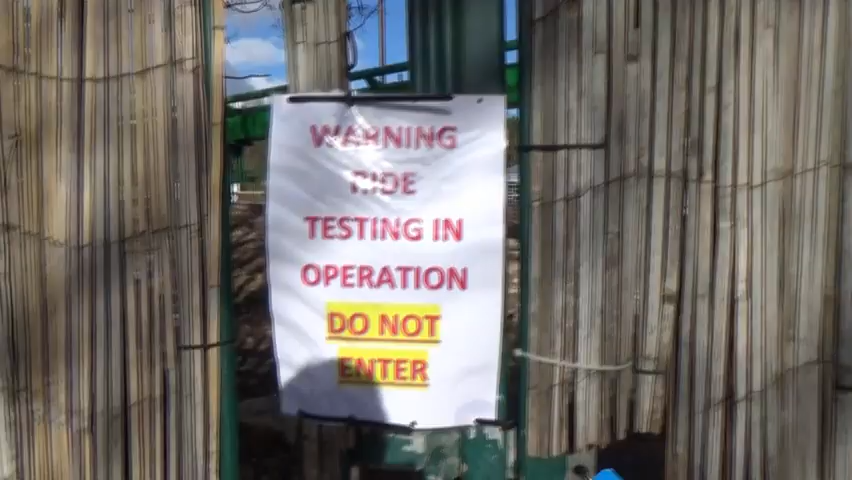 WARNING
RIDE
TESTING IN
OPERATION
DO NOT
ENTER